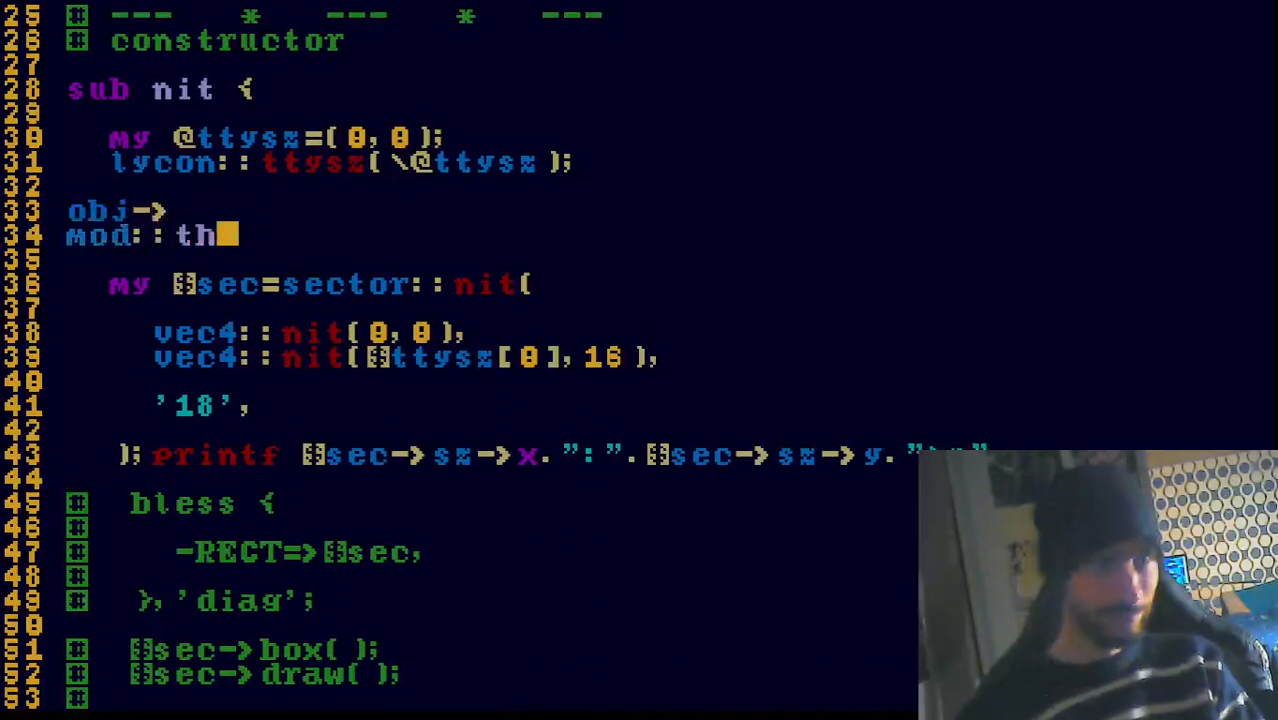 25 # --- * --- * ---
26 # constructor
27
28 sub nit {
29
30 my @ttysz=( 0, 0 );
31 lycon::ttysz( \@ttysz );
32
33 obj->
34 mod::th
35
36 my $sec=sector::nit(
37
38 vec4::nit( 0, 0 ),
39 vec4::nit( $ttysz[ 0 ], 16 ),
40
41 '18',
42
43 ); printf $sec->sz->x.":".$sec->sz->y."
44
45 # bless {
46 #
47 # -RECT=>$sec,
48 #
49 # }, 'diag';
50
51 # $sec->box( );
52 # $sec->draw( );
53 #